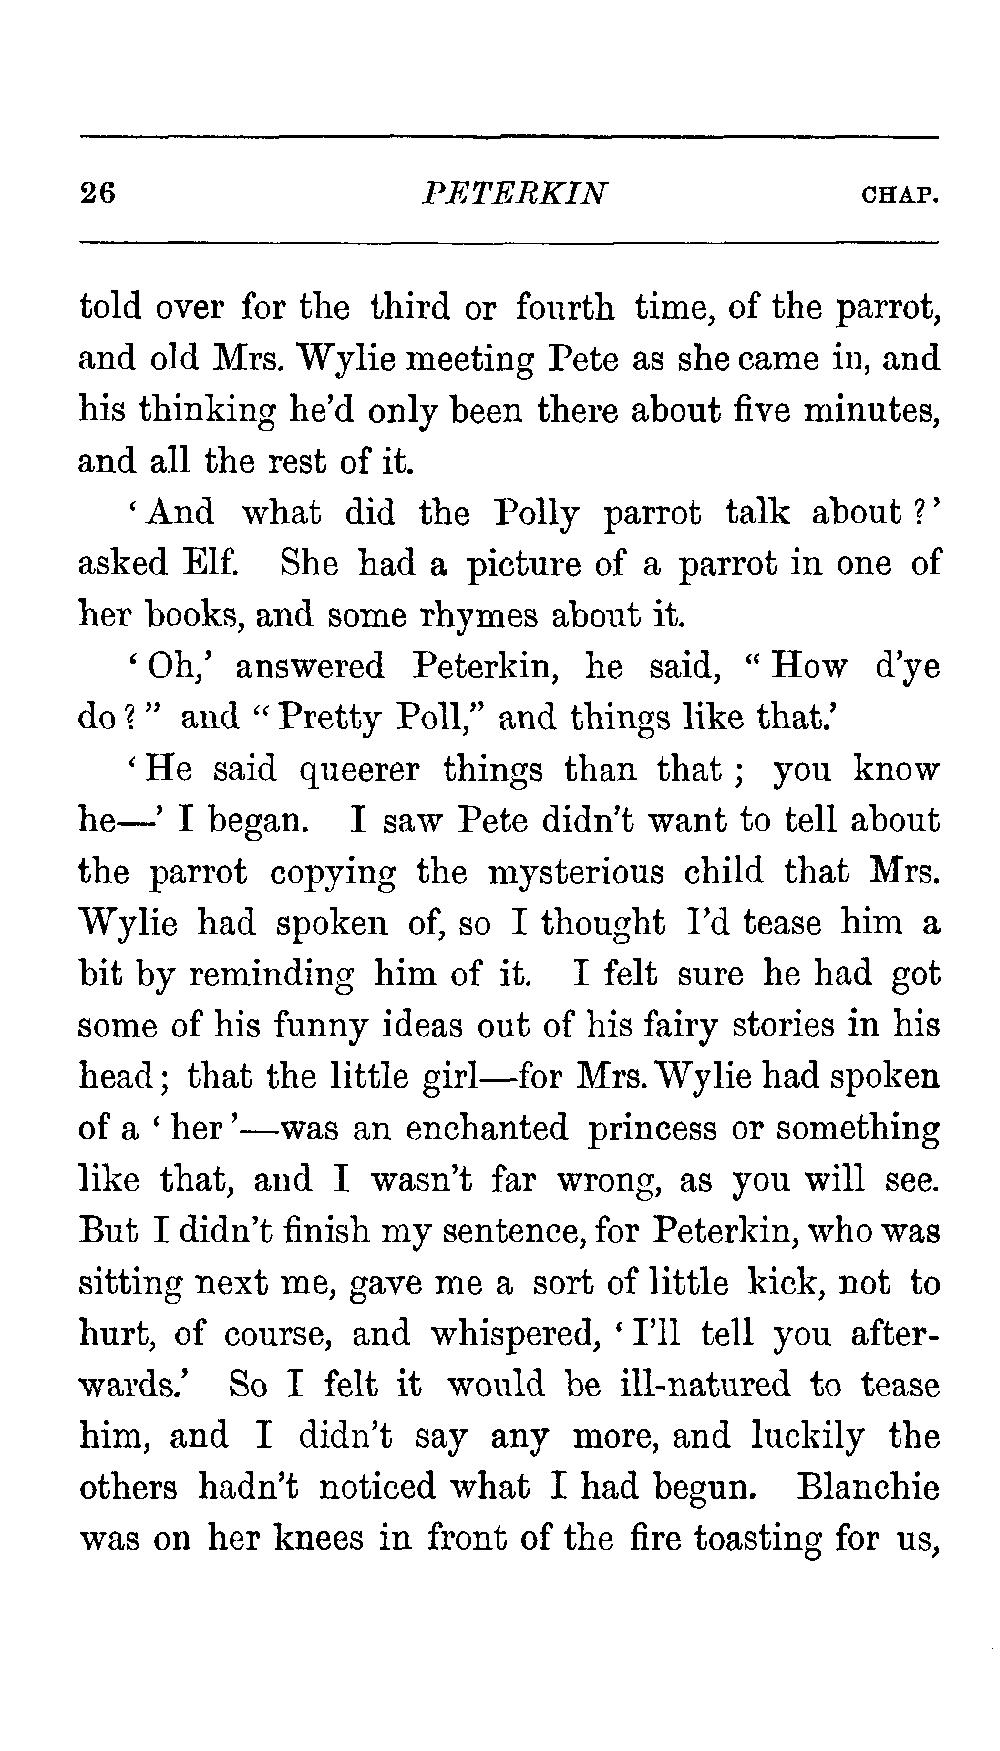 26 PETERKIN CHAP.
told over for the third or fourth time, of the parrot,
and old Mrs. Wylie meeting Pete as she came in, and
his thinking he’d only been there about five minutes,
and all the rest of it.
‘And what did the Polly parrot talk about?’
asked Elf. She had a picture of a parrot in one of
her books, and some rhymes about it.
‘Oh,’ answered Peterkin, he said, “How d’ye
do?” and “Pretty Poll,” and things like that.’
‘He said queerer things than that; you know
he—’ I began. I saw Pete didn’t want to tell about
the parrot copying the mysterious child that Mrs.
Wylie had spoken of, so I thought I’d tease him a
bit by reminding him of it. I felt sure he had got
some of his funny ideas out of his fairy stories in his
head; that the little girl—for Mrs. Wylie had spoken
of a ‘her’—was an enchanted princess or something
like that, and I wasn’t far wrong, as you will see.
But I didn’t finish my sentence, for Peterkin, who was
sitting next me, gave me a sort of little kick, not to
hurt, of course, and whispered, ‘I’ll tell you after-
wards.’ So I felt it would be ill-natured to tease
him, and I didn’t say any more, and luckily the
others hadn’t noticed what I had begun. Blanchie
was on her knees in front of the fire toasting for us,